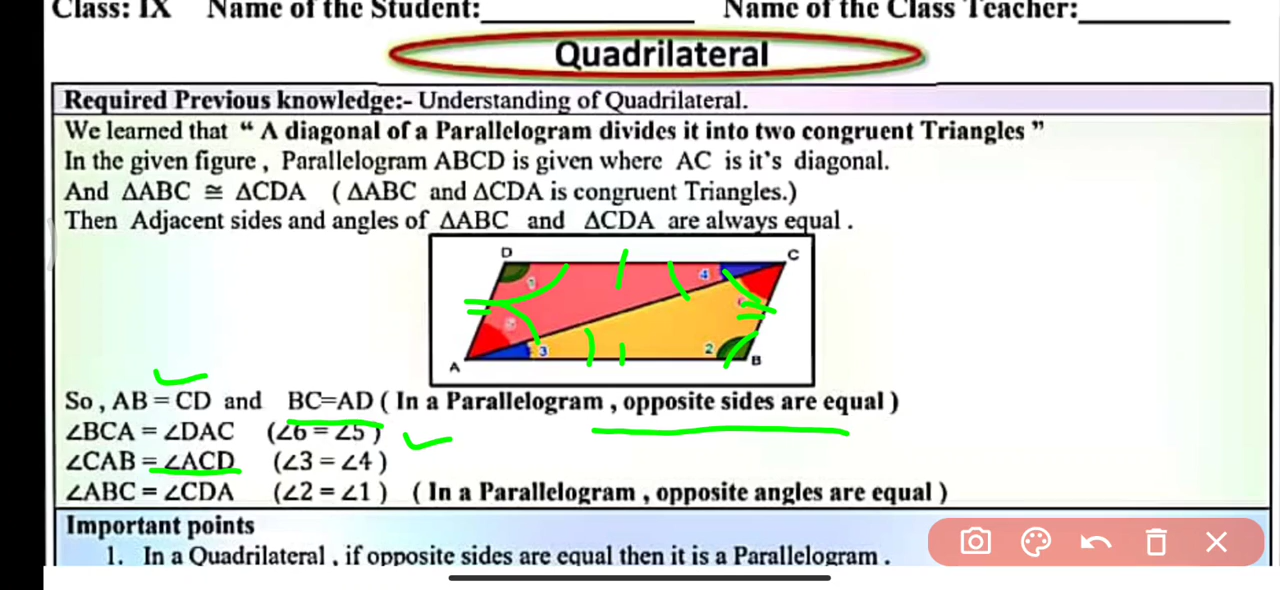 Class: IX Name of the Student:____________ Name of the Class Teacher:__________
Quadrilateral
Required Previous knowledge:- Understanding of Quadrilateral.
We learned that “ A diagonal of a Parallelogram divides it into two congruent Triangles ”
In the given figure , Parallelogram ABCD is given where AC is it's diagonal.
And ΔABC ≅ ΔCDA ( ΔABC and ΔCDA is congruent Triangles.)
Then Adjacent sides and angles of ΔABC and ΔCDA are always equal .
D C
1 4
5 6
3 2
A B
So , AB = CD and BC=AD ( In a Parallelogram , opposite sides are equal )
∠BCA = ∠DAC (∠6 = ∠5 )
∠CAB = ∠ACD (∠3 = ∠4 )
∠ABC = ∠CDA (∠2 = ∠1 ) ( In a Parallelogram , opposite angles are equal )
Important points
1. In a Quadrilateral , if opposite sides are equal then it is a Parallelogram .